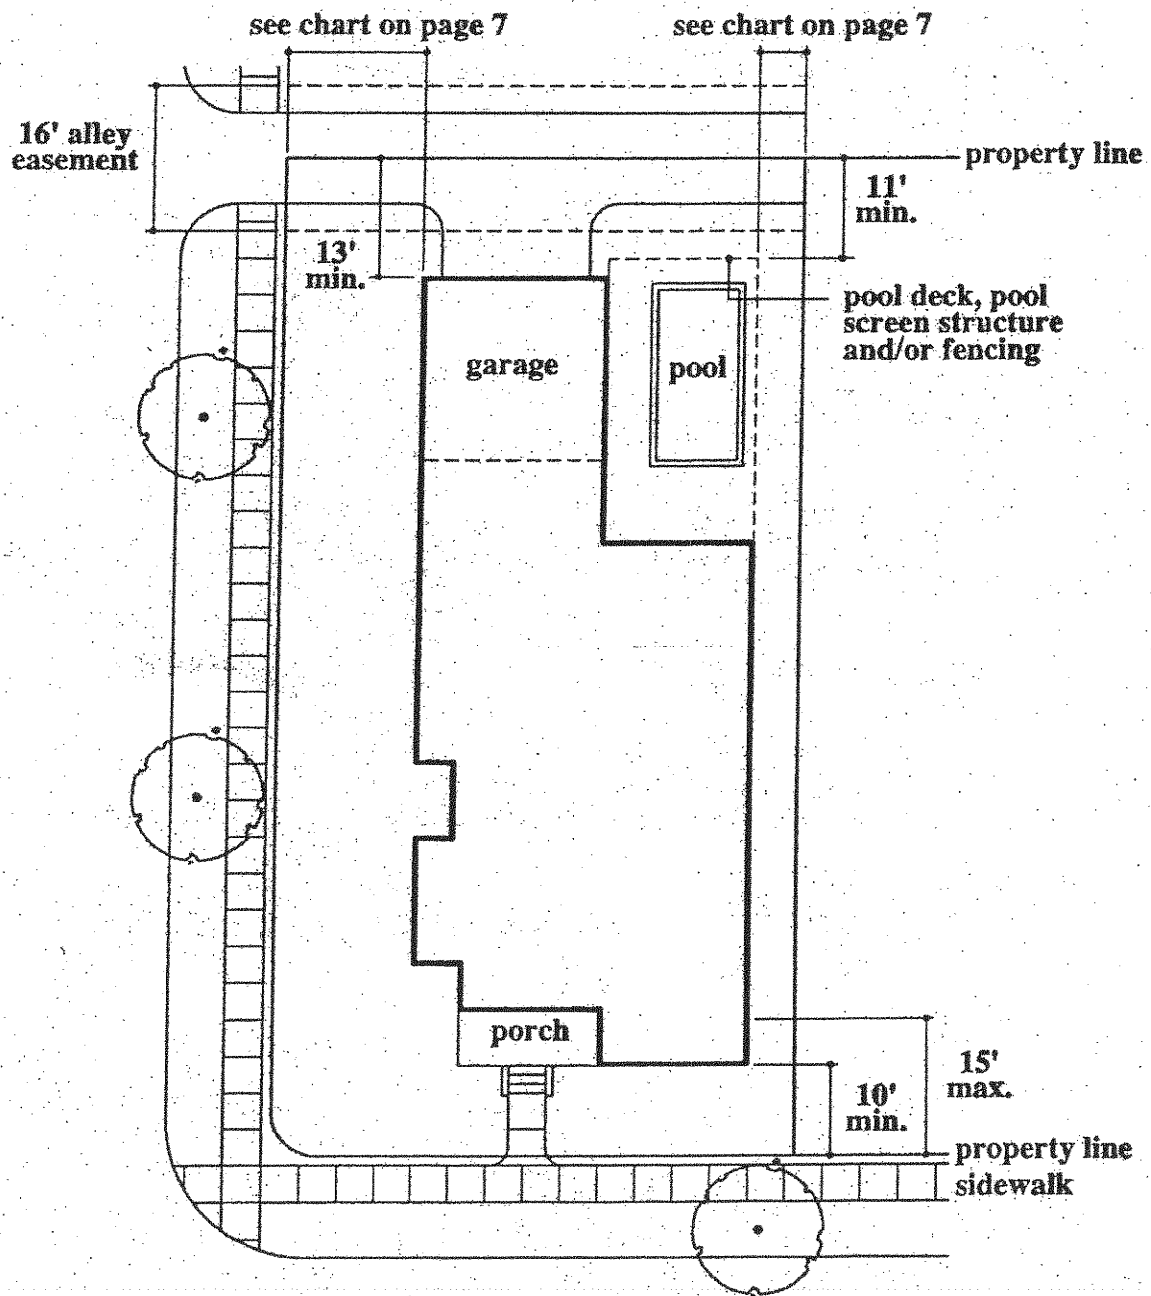 see chart on page 7
see chart on page 7
16' alley
easement
property line
11'
min.
13'
min.
pool deck, pool
screen structure
and/or fencing
garage
pool
porch
15'
max.
10'
min.
property line
sidewalk